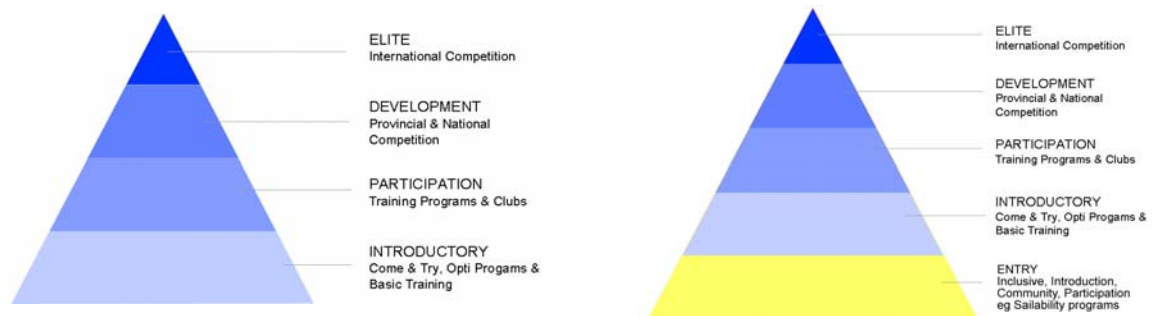 ELITE
International Competition
DEVELOPMENT
Provincial & National
Competition
PARTICIPATION
Training Programs & Clubs
INTRODUCTORY
Come & Try, Opti Progams &
Basic Training
ELITE
International Competition
DEVELOPMENT
Provincial & National
Competition
PARTICIPATION
Training Programs & Clubs
INTRODUCTORY
Come & Try, Opti Progams &
Basic Training
ENTRY
Inclusive, Introduction,
Community, Participation
eg Sailability programs